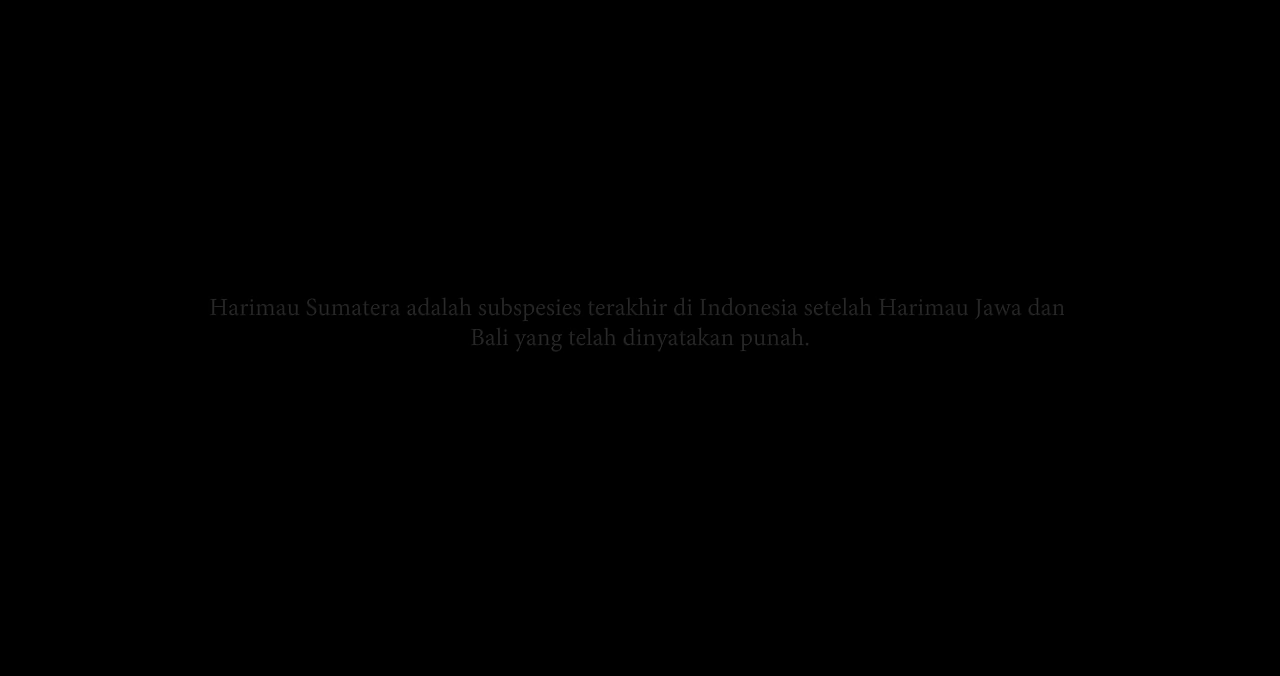 Harimau Sumatera adalah subspesies terakhir di Indonesia setelah Harimau Jawa dan
Bali yang telah dinyatakan punah.